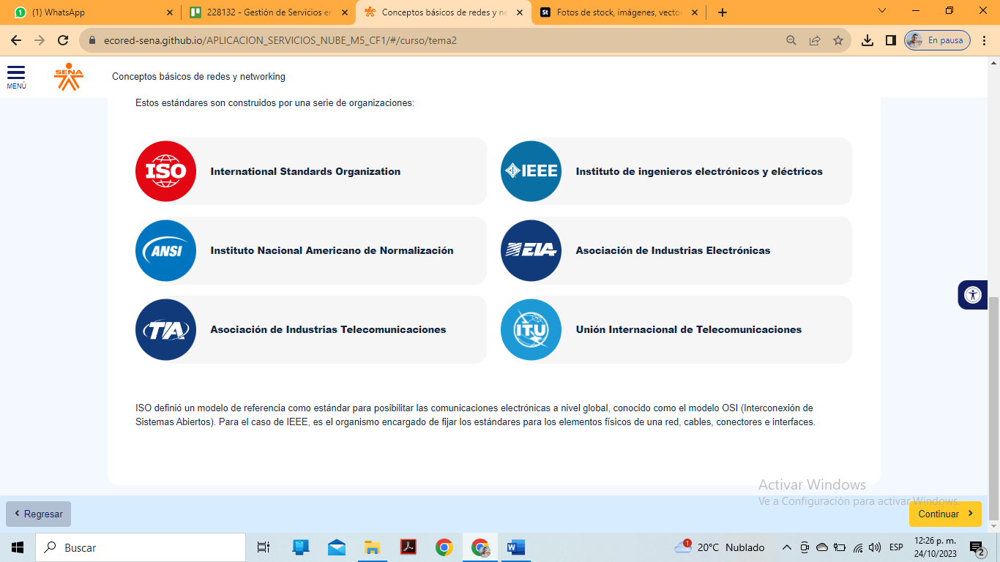 (1) WhatsApp
228132 - Gestión de Servicios en
Conceptos básicos de redes y ne
St
Fotos de stock, imágenes, vector
ecored-sena.github.io/APLICACION_SERVICIOS_NUBE_M5_CF1/#/curso/tema2
En pausa
MENÚ
SENA
Conceptos básicos de redes y networking
Estos estándares son construidos por una serie de organizaciones:
ISO
International Standards Organization
IEEE
Instituto de ingenieros electrónicos y eléctricos
ANSI
Instituto Nacional Americano de Normalización
EIA
Asociación de Industrias Electrónicas
TIA
Asociación de Industrias Telecomunicaciones
ITU
Unión Internacional de Telecomunicaciones
ISO definió un modelo de referencia como estándar para posibilitar las comunicaciones electrónicas a nivel global, conocido como el modelo OSI (Interconexión de
Sistemas Abiertos). Para el caso de IEEE, es el organismo encargado de fijar los estándares para los elementos físicos de una red, cables, conectores e interfaces.
Activar Windows
Ve a Configuración para activar Windows.
Regresar
Continuar
Buscar
1
20°C Nublado
ESP
12:26 p. m.
24/10/2023
2